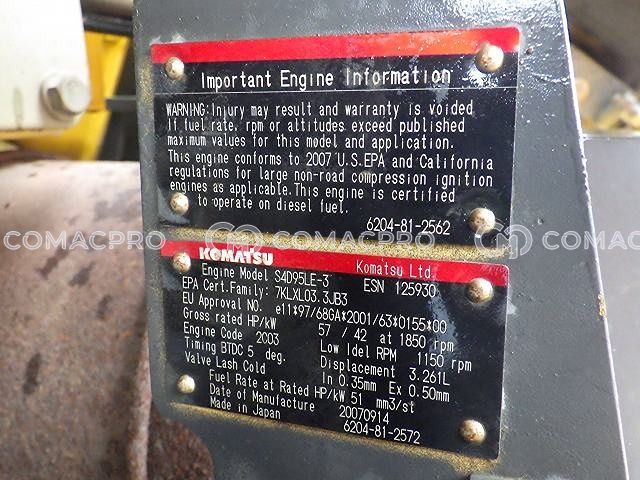 Important Engine Information
WARNING: Injury may result and warranty is voided
if fuel rate, rpm or altitudes exceed published
maximum values for this model and application.
This engine conforms to 2007 U.S.EPA and California
regulations for large non-road compression ignition
engines as applicable. This engine is certified
to operate on diesel fuel.
6204-81-2562
COMACPRO COMACPRO COMACPRO
KOMATSU Komatsu Ltd.
Engine Model S4D95LE-3 ESN 125930
EPA Cert.Family: 7KLXL03.3JB3
EU Approval NO. e11*97/68GA*2001/63*0155*00
Gross rated HP/kW 57 / 42 at 1850 rpm
Engine Code 2003 Low Idel RPM 1150 rpm
Timing BTDC 5 deg. Displacement 3.261L
Valve Lash Cold In 0.35mm Ex 0.50mm
Fuel Rate at Rated HP/kW 51 mm3/st
Date of Manufacture 20070914
Made in Japan 6204-81-2572